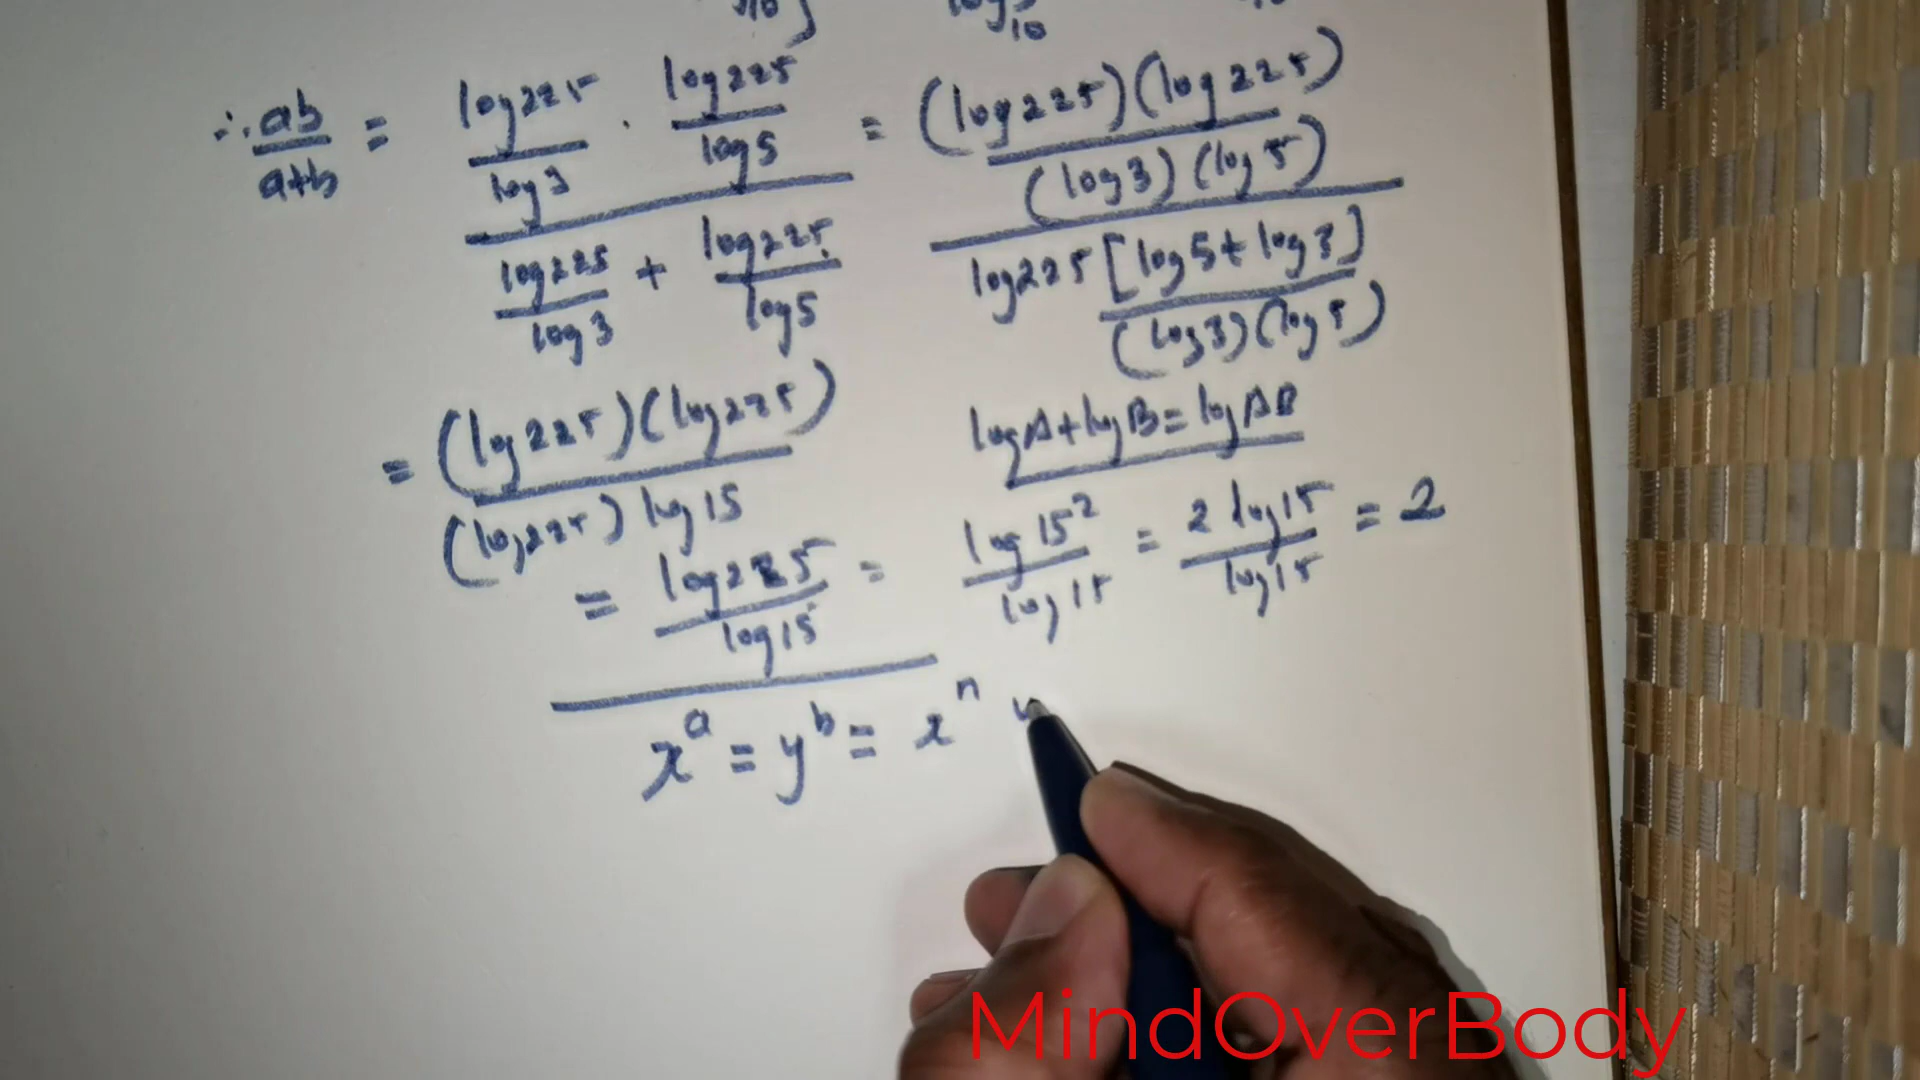 ∴ ab/a+b = (log225/log3 · log225/log5)/(log225/log3 + log225/log5) = ((log225)(log225)/(log3)(log5))/(log225[log5+log3]/(log3)(log5))
= (log225)(log225)/(log225)log15
logA+logB=logAB
= log225/log15 = log15²/log15 = 2log15/log15 = 2
x^a = y^b = x^n
MindOverBody